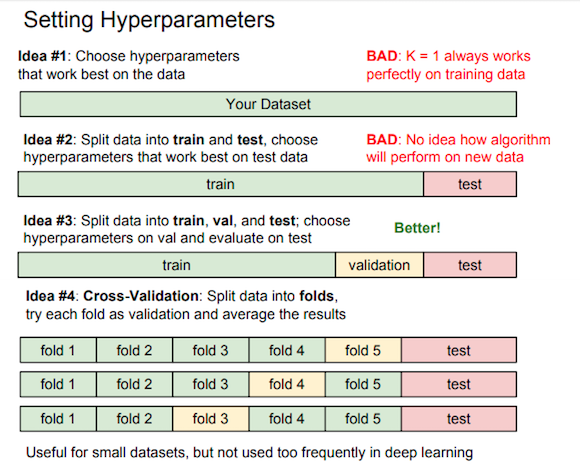 Setting Hyperparameters
Idea #1: Choose hyperparameters
that work best on the data
BAD: K = 1 always works
perfectly on training data
Your Dataset
Idea #2: Split data into train and test, choose
hyperparameters that work best on test data
BAD: No idea how algorithm
will perform on new data
train test
Idea #3: Split data into train, val, and test; choose
hyperparameters on val and evaluate on test
Better!
train validation test
Idea #4: Cross-Validation: Split data into folds,
try each fold as validation and average the results
fold 1 fold 2 fold 3 fold 4 fold 5 test
fold 1 fold 2 fold 3 fold 4 fold 5 test
fold 1 fold 2 fold 3 fold 4 fold 5 test
Useful for small datasets, but not used too frequently in deep learning